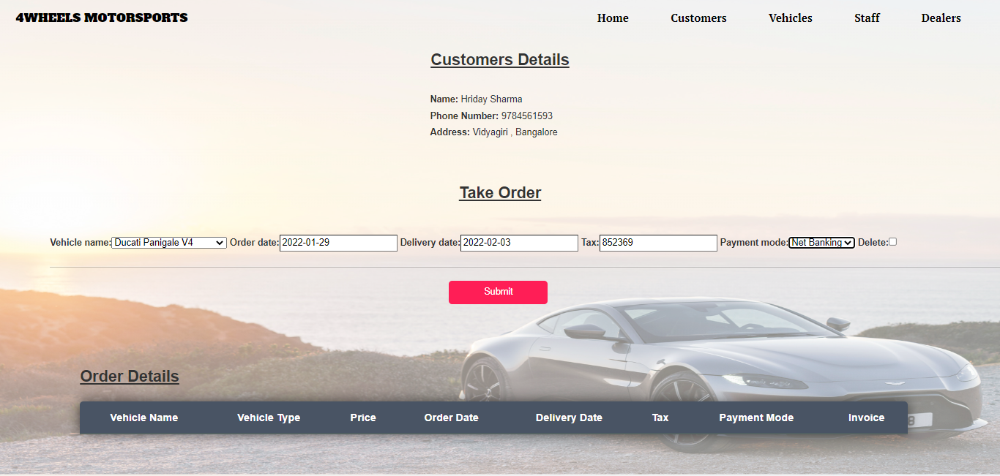 4WHEELS MOTORSPORTS Home Customers Vehicles Staff Dealers
Customers Details
Name: Hriday Sharma
Phone Number: 9784561593
Address: Vidyagiri , Bangalore
Take Order
Vehicle name: Ducati Panigale V4 Order date: 2022-01-29 Delivery date: 2022-02-03 Tax: 852369 Payment mode: Net Banking Delete:
Submit
Order Details
Vehicle Name Vehicle Type Price Order Date Delivery Date Tax Payment Mode Invoice